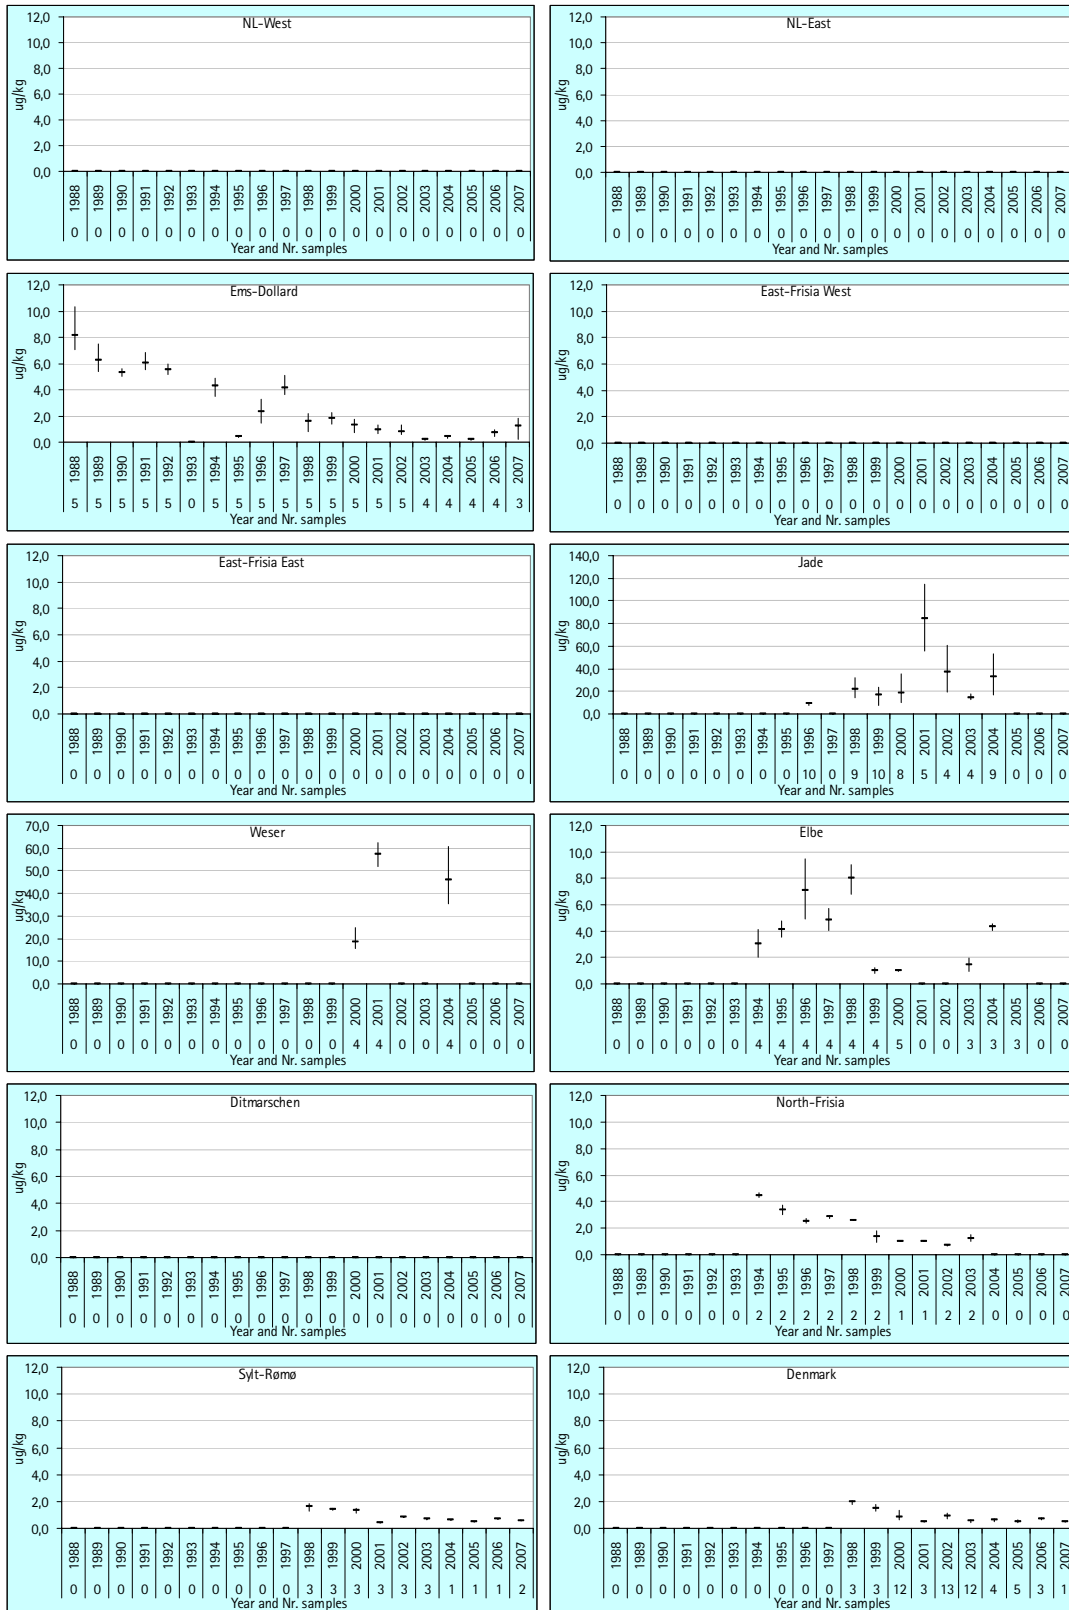 NL-West
ug/kg
12,0
10,0
8,0
6,0
4,0
2,0
0,0
1988 1989 1990 1991 1992 1993 1994 1995 1996 1997 1998 1999 2000 2001 2002 2003 2004 2005 2006 2007
0 0 0 0 0 0 0 0 0 0 0 0 0 0 0 0 0 0 0 0
Year and Nr. samples
NL-East
ug/kg
12,0
10,0
8,0
6,0
4,0
2,0
0,0
1988 1989 1990 1991 1992 1993 1994 1995 1996 1997 1998 1999 2000 2001 2002 2003 2004 2005 2006 2007
0 0 0 0 0 0 0 0 0 0 0 0 0 0 0 0 0 0 0 0
Year and Nr. samples
Ems-Dollard
ug/kg
12,0
10,0
8,0
6,0
4,0
2,0
0,0
1988 1989 1990 1991 1992 1993 1994 1995 1996 1997 1998 1999 2000 2001 2002 2003 2004 2005 2006 2007
5 5 5 5 5 0 5 5 5 5 5 5 5 5 5 4 4 4 4 3
Year and Nr. samples
East-Frisia West
ug/kg
12,0
10,0
8,0
6,0
4,0
2,0
0,0
1988 1989 1990 1991 1992 1993 1994 1995 1996 1997 1998 1999 2000 2001 2002 2003 2004 2005 2006 2007
0 0 0 0 0 0 0 0 0 0 0 0 0 0 0 0 0 0 0 0
Year and Nr. samples
East-Frisia East
ug/kg
12,0
10,0
8,0
6,0
4,0
2,0
0,0
1988 1989 1990 1991 1992 1993 1994 1995 1996 1997 1998 1999 2000 2001 2002 2003 2004 2005 2006 2007
0 0 0 0 0 0 0 0 0 0 0 0 0 0 0 0 0 0 0 0
Year and Nr. samples
Jade
ug/kg
140,0
120,0
100,0
80,0
60,0
40,0
20,0
0,0
1988 1989 1990 1991 1992 1993 1994 1995 1996 1997 1998 1999 2000 2001 2002 2003 2004 2005 2006 2007
0 0 0 0 0 0 0 0 10 0 9 10 8 5 4 4 9 0 0 0
Year and Nr. samples
Weser
ug/kg
70,0
60,0
50,0
40,0
30,0
20,0
10,0
0,0
1988 1989 1990 1991 1992 1993 1994 1995 1996 1997 1998 1999 2000 2001 2002 2003 2004 2005 2006 2007
0 0 0 0 0 0 0 0 0 0 0 0 4 4 0 0 4 0 0 0
Year and Nr. samples
Elbe
ug/kg
12,0
10,0
8,0
6,0
4,0
2,0
0,0
1988 1989 1990 1991 1992 1993 1994 1995 1996 1997 1998 1999 2000 2001 2002 2003 2004 2005 2006 2007
0 0 0 0 0 0 4 4 4 4 4 4 5 0 0 3 3 3 0 0
Year and Nr. samples
Ditmarschen
ug/kg
12,0
10,0
8,0
6,0
4,0
2,0
0,0
1988 1989 1990 1991 1992 1993 1994 1995 1996 1997 1998 1999 2000 2001 2002 2003 2004 2005 2006 2007
0 0 0 0 0 0 0 0 0 0 0 0 0 0 0 0 0 0 0 0
Year and Nr. samples
North-Frisia
ug/kg
12,0
10,0
8,0
6,0
4,0
2,0
0,0
1988 1989 1990 1991 1992 1993 1994 1995 1996 1997 1998 1999 2000 2001 2002 2003 2004 2005 2006 2007
0 0 0 0 0 0 2 2 2 2 2 2 1 1 2 2 0 0 0 0
Year and Nr. samples
Sylt-Rømø
ug/kg
12,0
10,0
8,0
6,0
4,0
2,0
0,0
1988 1989 1990 1991 1992 1993 1994 1995 1996 1997 1998 1999 2000 2001 2002 2003 2004 2005 2006 2007
0 0 0 0 0 0 0 0 0 0 3 3 3 3 3 3 1 1 1 2
Year and Nr. samples
Denmark
ug/kg
12,0
10,0
8,0
6,0
4,0
2,0
0,0
1988 1989 1990 1991 1992 1993 1994 1995 1996 1997 1998 1999 2000 2001 2002 2003 2004 2005 2006 2007
0 0 0 0 0 0 0 0 0 0 3 3 12 3 13 12 4 5 3 1
Year and Nr. samples